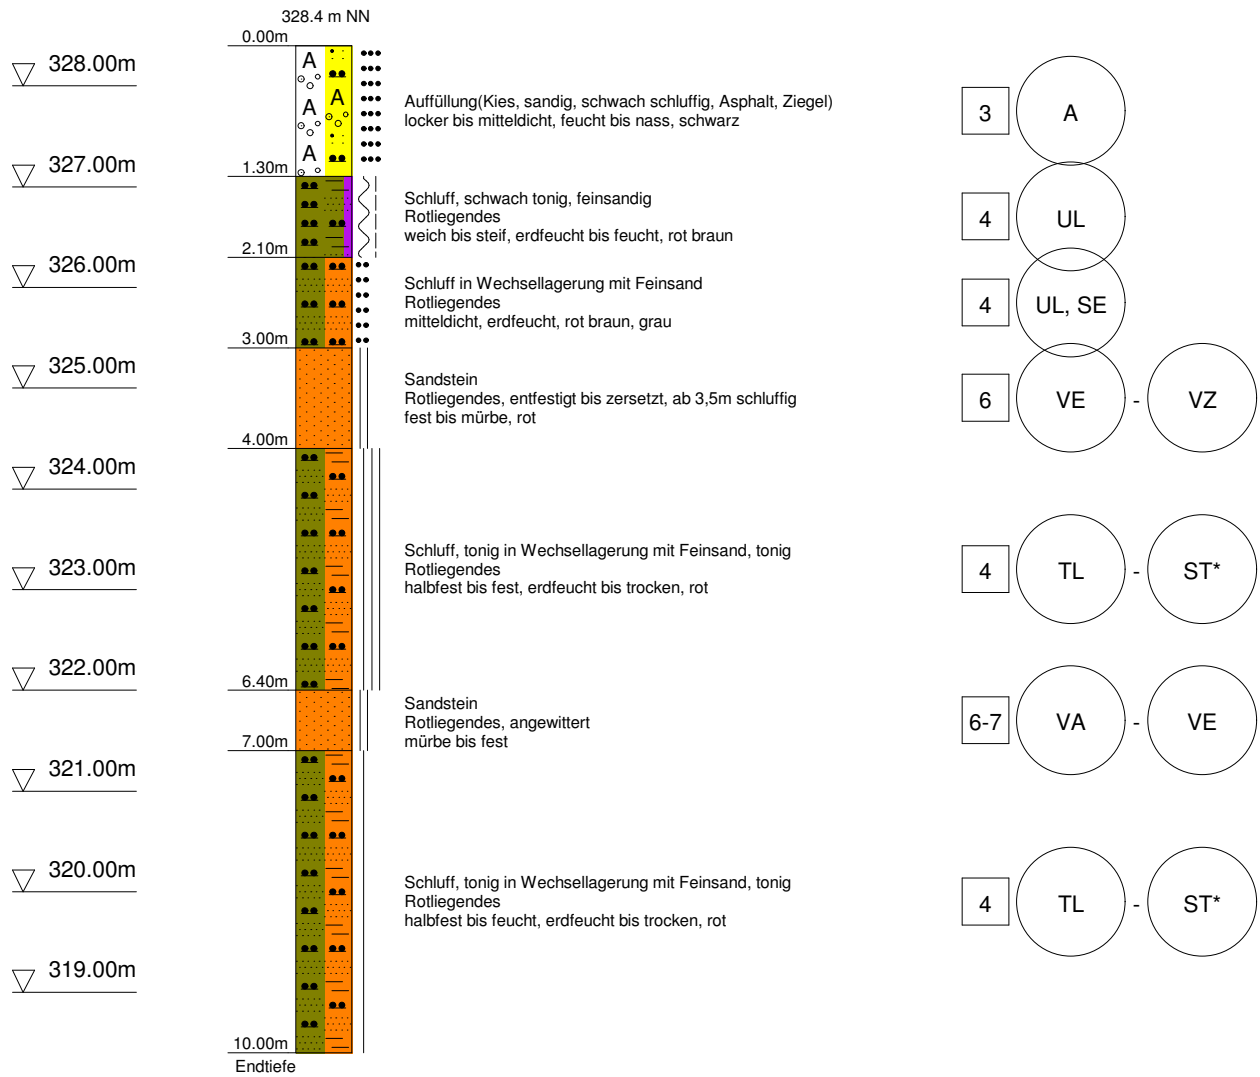 328.4 m NN
0.00m
328.00m
A
A
A
A
Auffüllung(Kies, sandig, schwach schluffig, Asphalt, Ziegel)
locker bis mitteldicht, feucht bis nass, schwarz
3
A
327.00m
1.30m
Schluff, schwach tonig, feinsandig
Rotliegendes
weich bis steif, erdfeucht bis feucht, rot braun
4
UL
2.10m
326.00m
Schluff in Wechsellagerung mit Feinsand
Rotliegendes
mitteldicht, erdfeucht, rot braun, grau
4
UL, SE
3.00m
325.00m
Sandstein
Rotliegendes, entfestigt bis zersetzt, ab 3,5m schluffig
fest bis mürbe, rot
6
VE - VZ
4.00m
324.00m
Schluff, tonig in Wechsellagerung mit Feinsand, tonig
Rotliegendes
halbfest bis fest, erdfeucht bis trocken, rot
4
TL - ST*
323.00m
322.00m
6.40m
Sandstein
Rotliegendes, angewittert
mürbe bis fest
6-7
VA - VE
7.00m
321.00m
Schluff, tonig in Wechsellagerung mit Feinsand, tonig
Rotliegendes
halbfest bis feucht, erdfeucht bis trocken, rot
4
TL - ST*
320.00m
319.00m
10.00m
Endtiefe